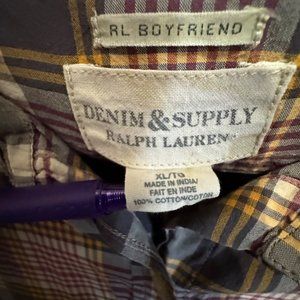 RL BOYFRIEND
DENIM & SUPPLY
RALPH LAUREN
XL/TG
MADE IN INDIA/
FAIT EN INDE
100% COTTON/COTON